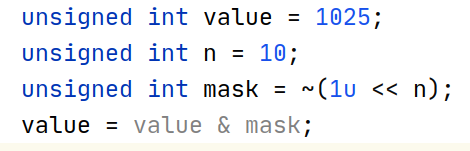 unsigned int value = 1025;
unsigned int n = 10;
unsigned int mask = ~(1u << n);
value = value & mask;